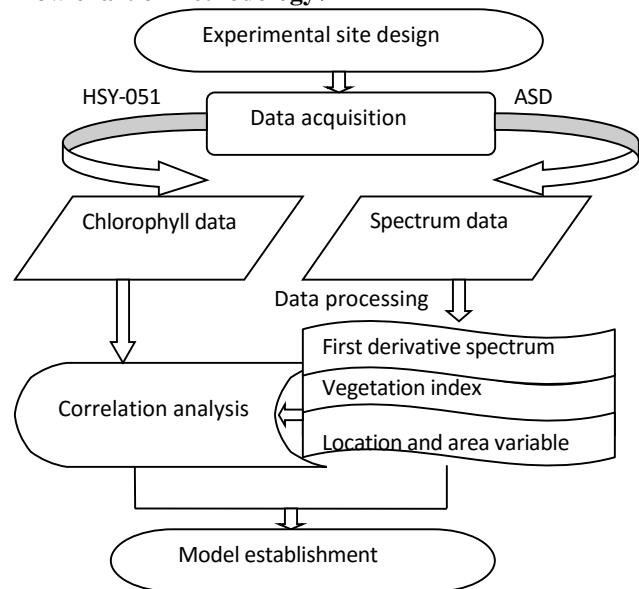 Experimental site design
HSY-051
ASD
Data acquisition
Chlorophyll data
Spectrum data
Data processing
First derivative spectrum
Vegetation index
Correlation analysis
Location and area variable
Model establishment